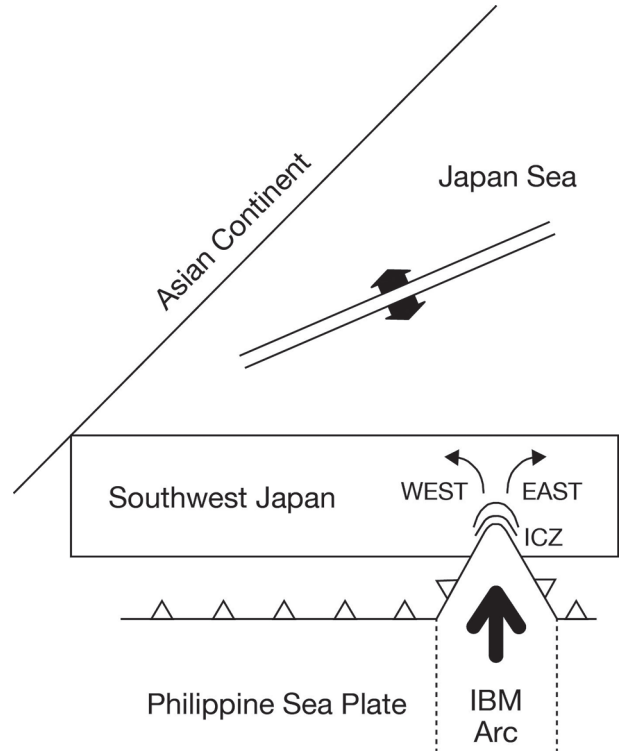 Japan Sea
Asian Continent
WEST
EAST
Southwest Japan
ICZ
Philippine Sea Plate
IBM
Arc